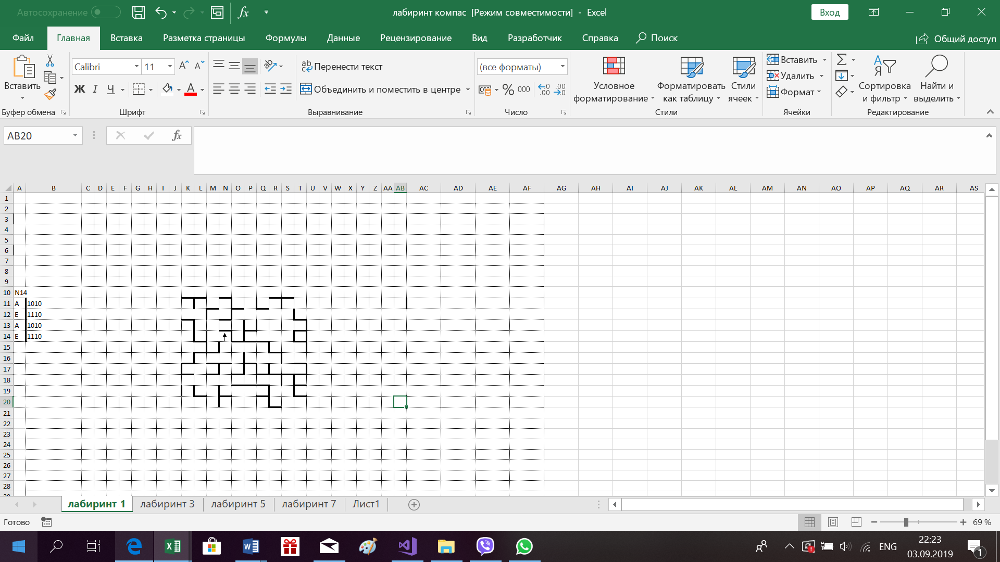 Автосохранение
лабиринт компас [Режим совместимости] - Excel
Вход
Файл Главная Вставка Разметка страницы Формулы Данные Рецензирование Вид Разработчик Справка Поиск Общий доступ
Вставить
Буфер обмена
Calibri 11
Ж К Ч
Шрифт
Перенести текст
Объединить и поместить в центре
Выравнивание
(все форматы)
% 000
Число
Условное форматирование
Форматировать как таблицу
Стили ячеек
Стили
Вставить
Удалить
Формат
Ячейки
Сортировка и фильтр
Найти и выделить
Редактирование
AB20
fx
A B C D E F G H I J K L M N O P Q R S T U V W X Y Z AA AB AC AD AE AF AG AH AI AJ AK AL AM AN AO AP AQ AR AS
1
2
3
4
5
6
7
8
9
10 N14
11 A 1010
12 E 1110
13 A 1010
14 E 1110
15
16
17
18
19
20
21
22
23
24
25
26
27
28
лабиринт 1 лабиринт 3 лабиринт 5 лабиринт 7 Лист1
Готово
69 %
ENG
22:23
03.09.2019
1